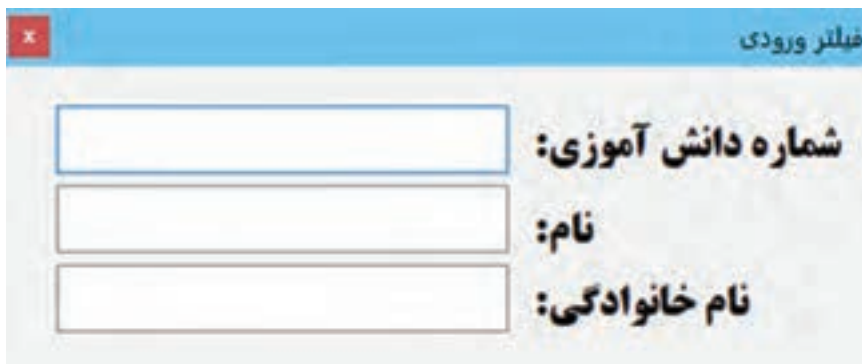 فیلتر ورودی
x
شماره دانش آموزی:
نام:
نام خانوادگی: